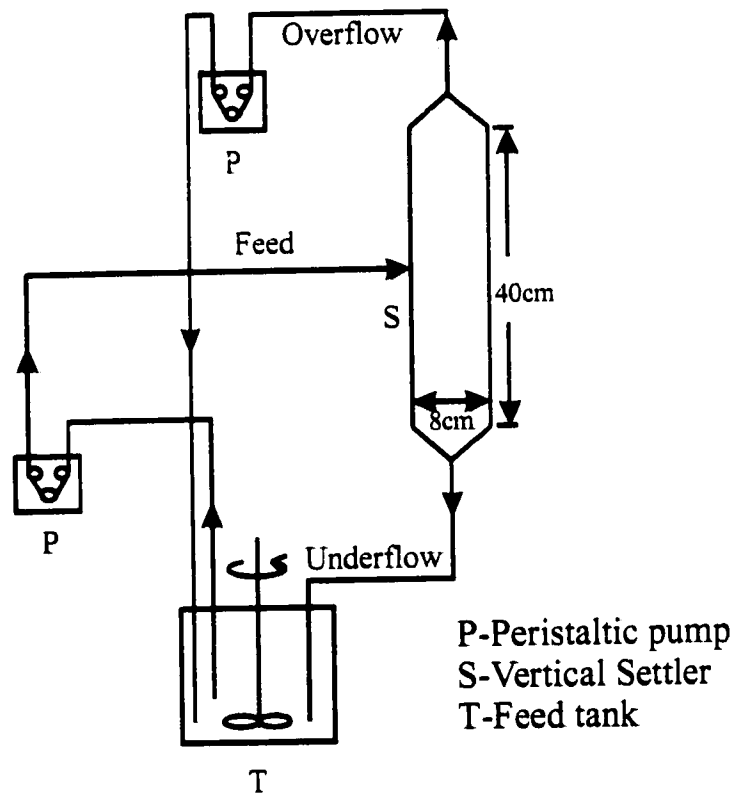 Overflow
P
Feed
S
40cm
8cm
P
Underflow
P-Peristaltic pump
S-Vertical Settler
T-Feed tank
T